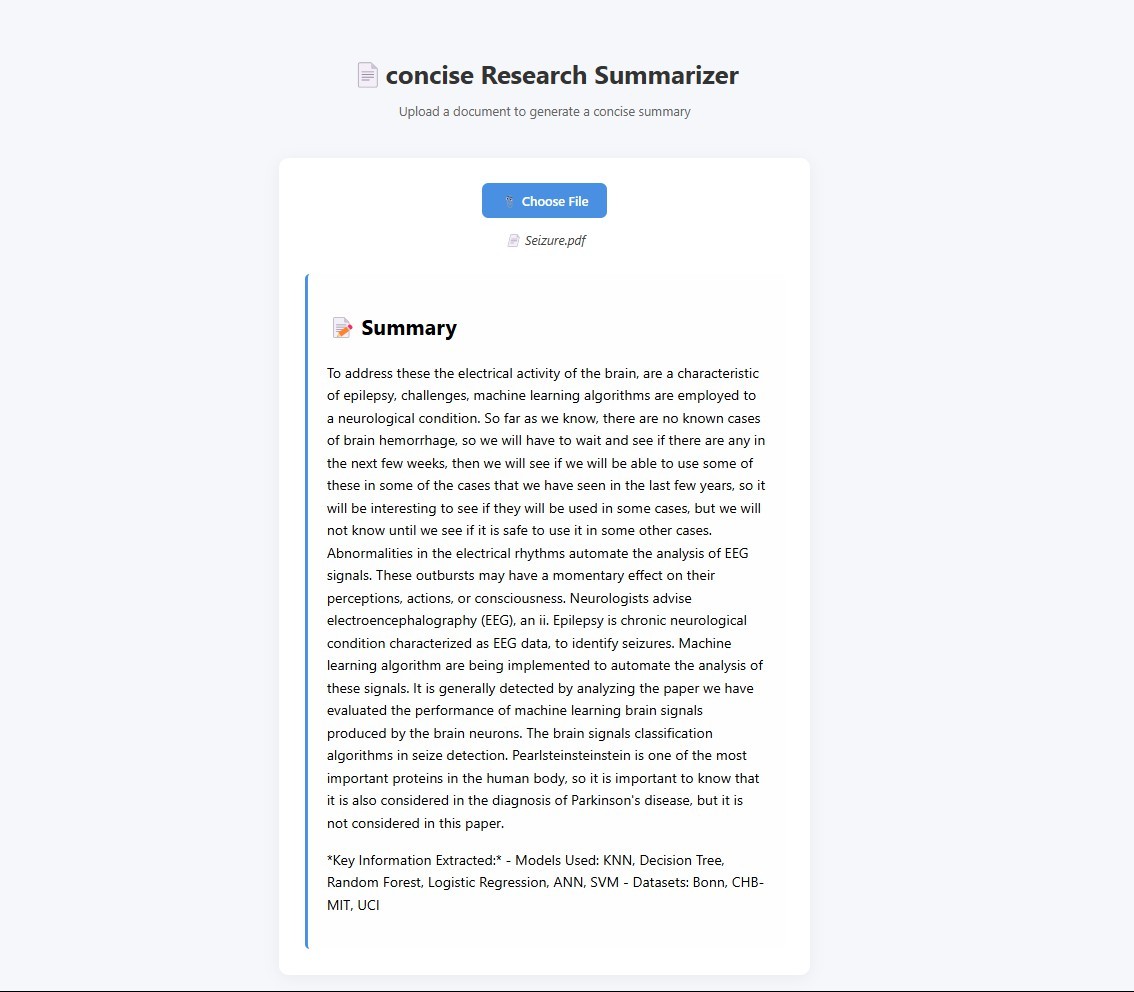 concise Research Summarizer
Upload a document to generate a concise summary
Choose File
Seizure.pdf
Summary
To address these the electrical activity of the brain, are a characteristic
of epilepsy, challenges, machine learning algorithms are employed to
a neurological condition. So far as we know, there are no known cases
of brain hemorrhage, so we will have to wait and see if there are any in
the next few weeks, then we will see if we will be able to use some of
these in some of the cases that we have seen in the last few years, so it
will be interesting to see if they will be used in some cases, but we will
not know until we see if it is safe to use it in some other cases.
Abnormalities in the electrical rhythms automate the analysis of EEG
signals. These outbursts may have a momentary effect on their
perceptions, actions, or consciousness. Neurologists advise
electroencephalography (EEG), an ii. Epilepsy is chronic neurological
condition characterized as EEG data, to identify seizures. Machine
learning algorithm are being implemented to automate the analysis of
these signals. It is generally detected by analyzing the paper we have
evaluated the performance of machine learning brain signals
produced by the brain neurons. The brain signals classification
algorithms in seize detection. Pearlsteinsteinstein is one of the most
important proteins in the human body, so it is important to know that
it is also considered in the diagnosis of Parkinson's disease, but it is
not considered in this paper.
*Key Information Extracted:* - Models Used: KNN, Decision Tree,
Random Forest, Logistic Regression, ANN, SVM - Datasets: Bonn, CHB-
MIT, UCI